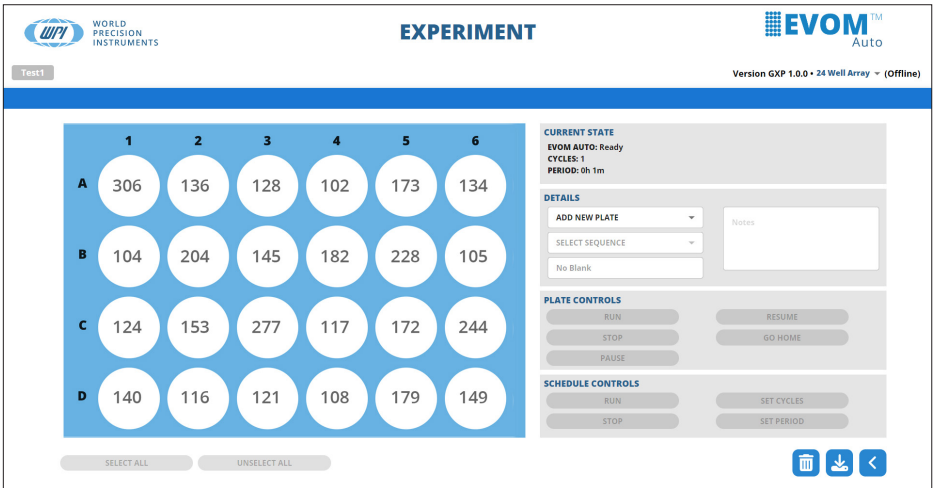 WPI
WORLD
PRECISION
INSTRUMENTS
EXPERIMENT
EVOM™
Auto
Test1
Version GXP 1.0.0 • 24 Well Array (Offline)
1 2 3 4 5 6
A 306 136 128 102 173 134
B 104 204 145 182 228 105
C 124 153 277 117 172 244
D 140 116 121 108 179 149
SELECT ALL UNSELECT ALL
CURRENT STATE
EVOM AUTO: Ready
CYCLES: 1
PERIOD: 0h 1m
DETAILS
ADD NEW PLATE
SELECT SEQUENCE
No Blank
Notes
PLATE CONTROLS
RUN RESUME
STOP GO HOME
PAUSE
SCHEDULE CONTROLS
RUN SET CYCLES
STOP SET PERIOD